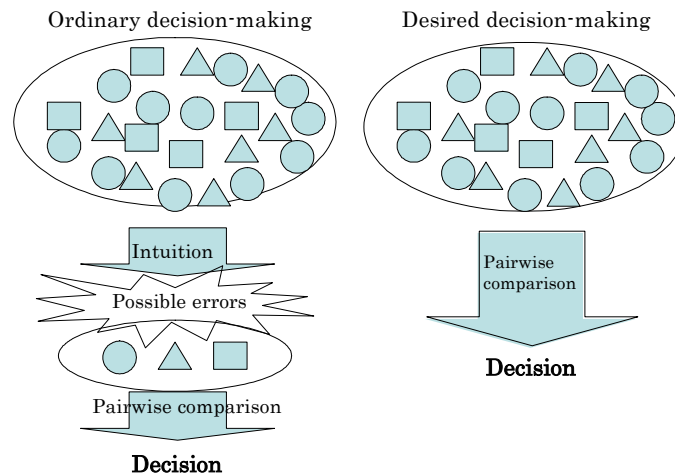 Ordinary decision-making
Intuition
Possible errors
Pairwise comparison
Decision
Desired decision-making
Pairwise
comparison
Decision